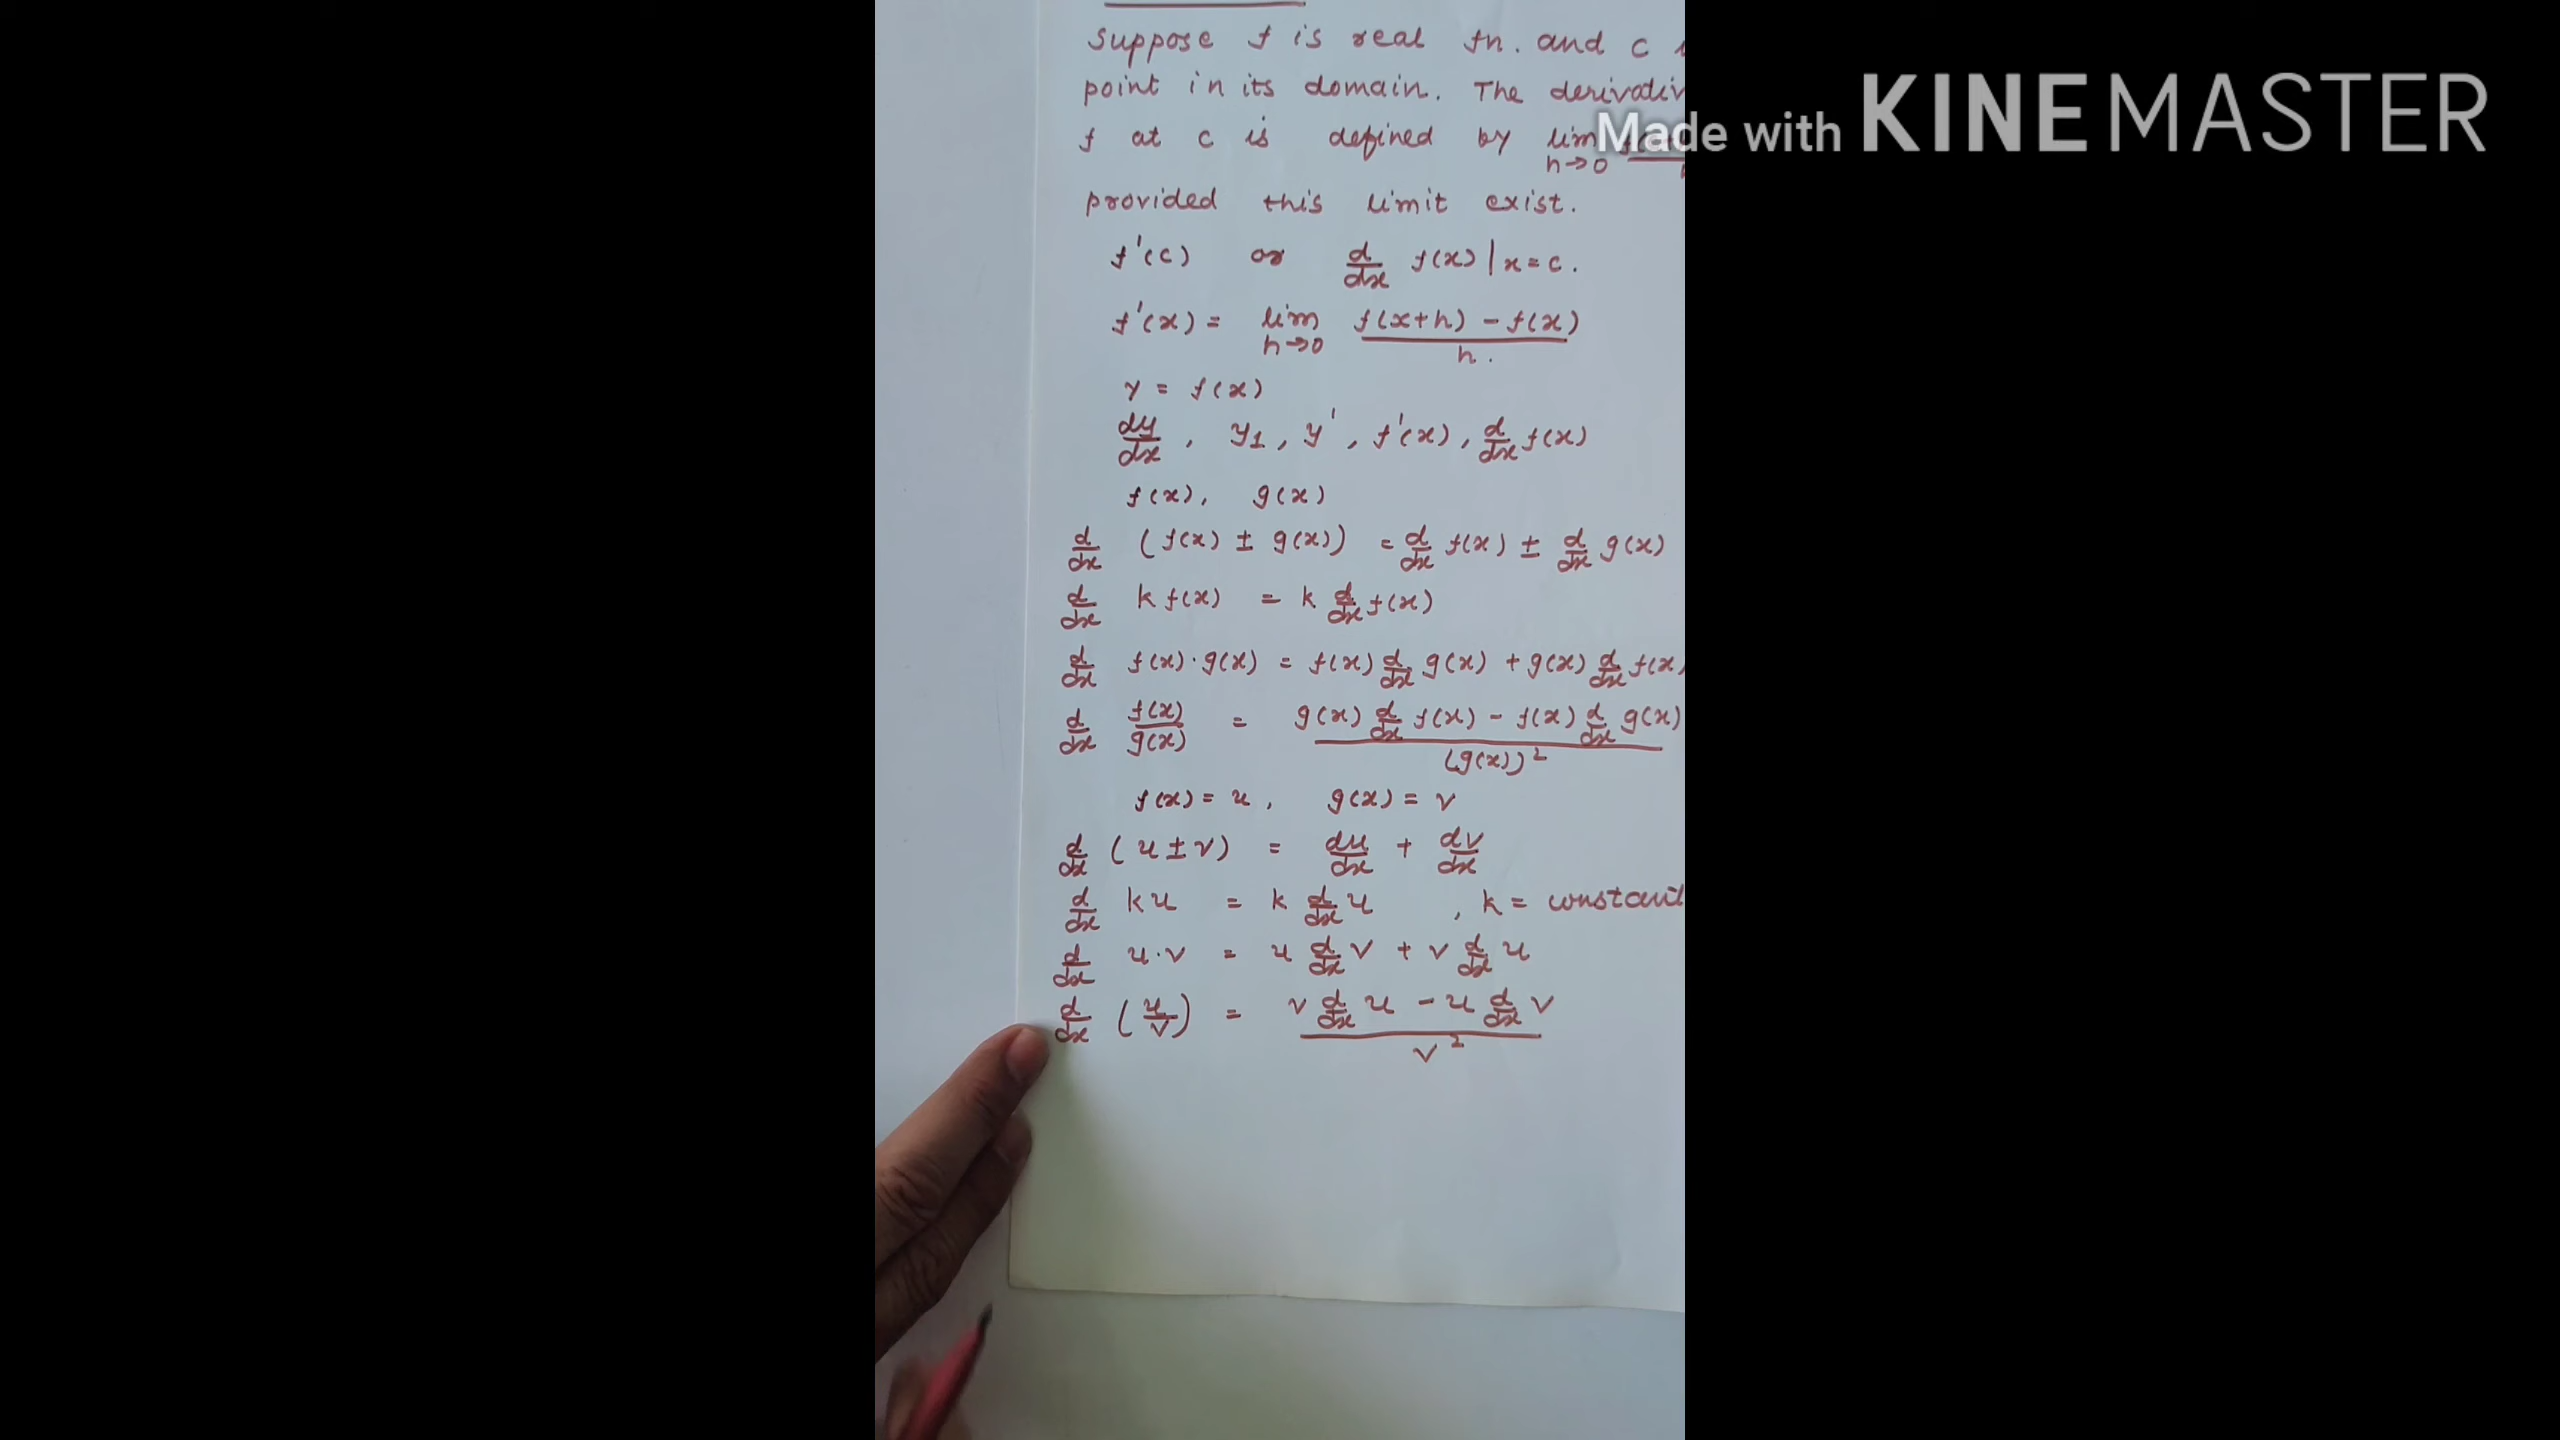 suppose f is real fn. and c
point in its domain. The
f at c is defined by lim h→0
Made with KINEMASTER
provided this limit exist.
f'(c) or d/dx f(x) | x = c.
f'(x) = lim h→0 f(x+h) - f(x) / h.
y = f(x)
dy/dx , y1 , y' , f'(x) , d/dx f(x)
f(x), g(x)
d/dx (f(x) ± g(x)) = d/dx f(x) ± d/dx g(x)
d/dx k f(x) = k d/dx f(x)
d/dx f(x)·g(x) = f(x) d/dx g(x) + g(x) d/dx f(x)
d/dx f(x)/g(x) = g(x) d/dx f(x) - f(x) d/dx g(x) / (g(x))²
f(x) = u , g(x) = v
d/dx (u ± v) = du/dx + dv/dx
d/dx ku = k d/dx u , k = constant
d/dx u·v = u d/dx v + v d/dx u
d/dx (u/v) = v d/dx u - u d/dx v / v²